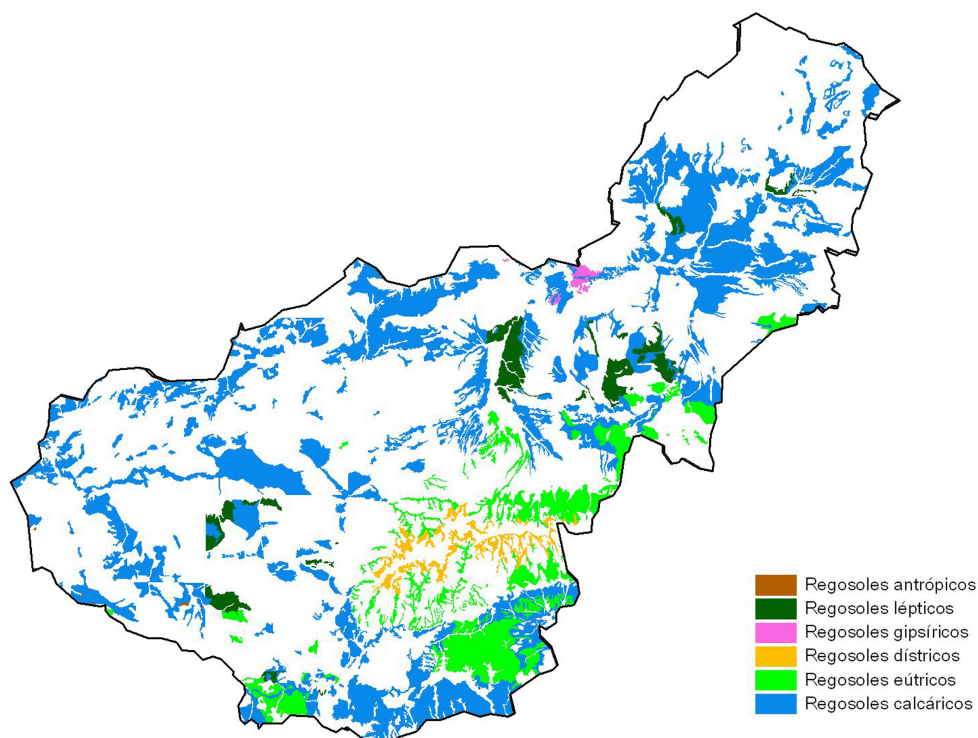 Regosoles antrópicos
Regosoles lépticos
Regosoles gipsíricos
Regosoles dístricos
Regosoles eútricos
Regosoles calcáricos